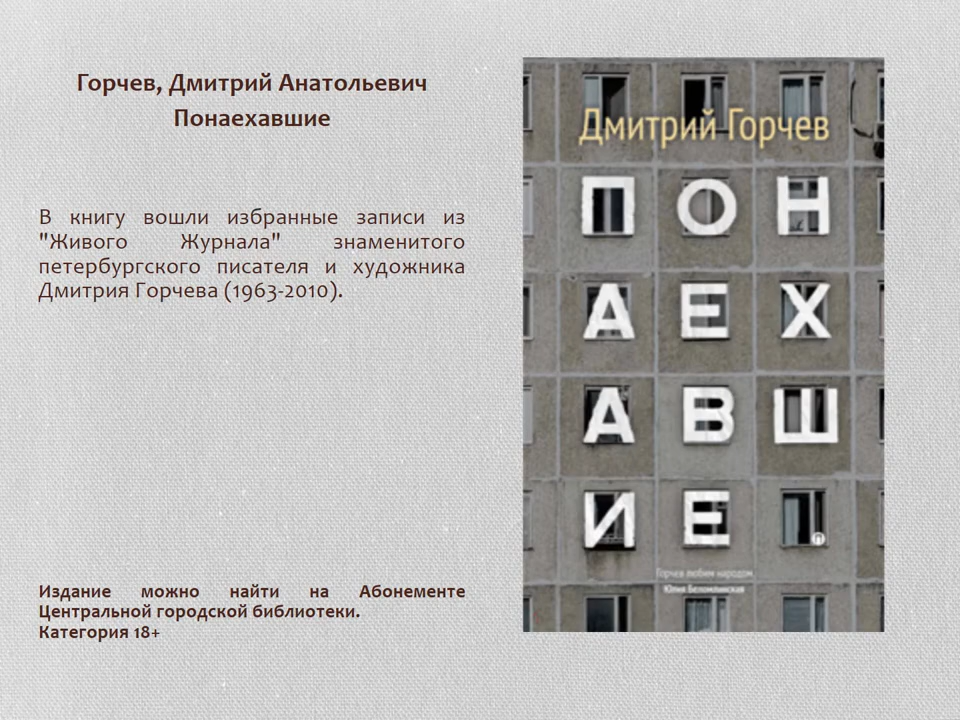 Горчев, Дмитрий Анатольевич
Понаехавшие
В книгу вошли избранные записи из
"Живого Журнала" знаменитого
петербургского писателя и художника
Дмитрия Горчева (1963-2010).
Издание можно найти на Абонементе
Центральной городской библиотеки.
Категория 18+
Дмитрий Горчев
ПОН
АЕХ
АВШ
ИЕ
Горчев любим народом
Юлия Беломлинская